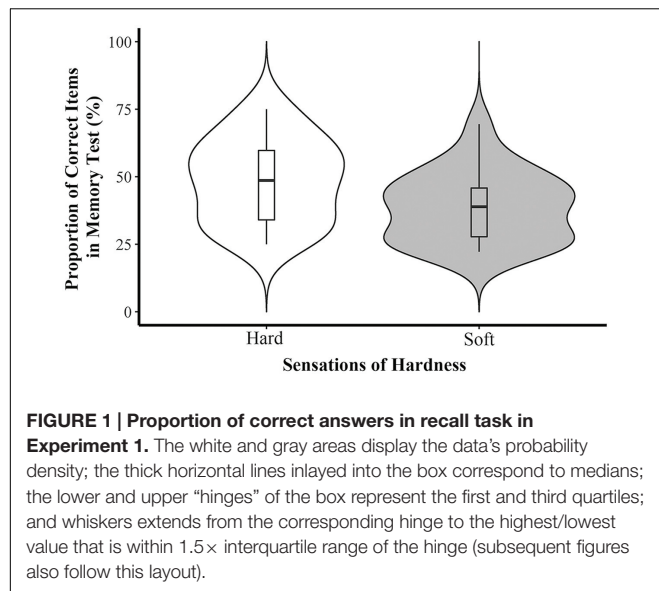 100
75
50
25
0
Proportion of Correct Items
in Memory Test (%)
Hard
Soft
Sensations of Hardness
FIGURE 1 | Proportion of correct answers in recall task in
Experiment 1. The white and gray areas display the data's probability
density; the thick horizontal lines inlayed into the box correspond to medians;
the lower and upper “hinges” of the box represent the first and third quartiles;
and whiskers extends from the corresponding hinge to the highest/lowest
value that is within 1.5× interquartile range of the hinge (subsequent figures
also follow this layout).